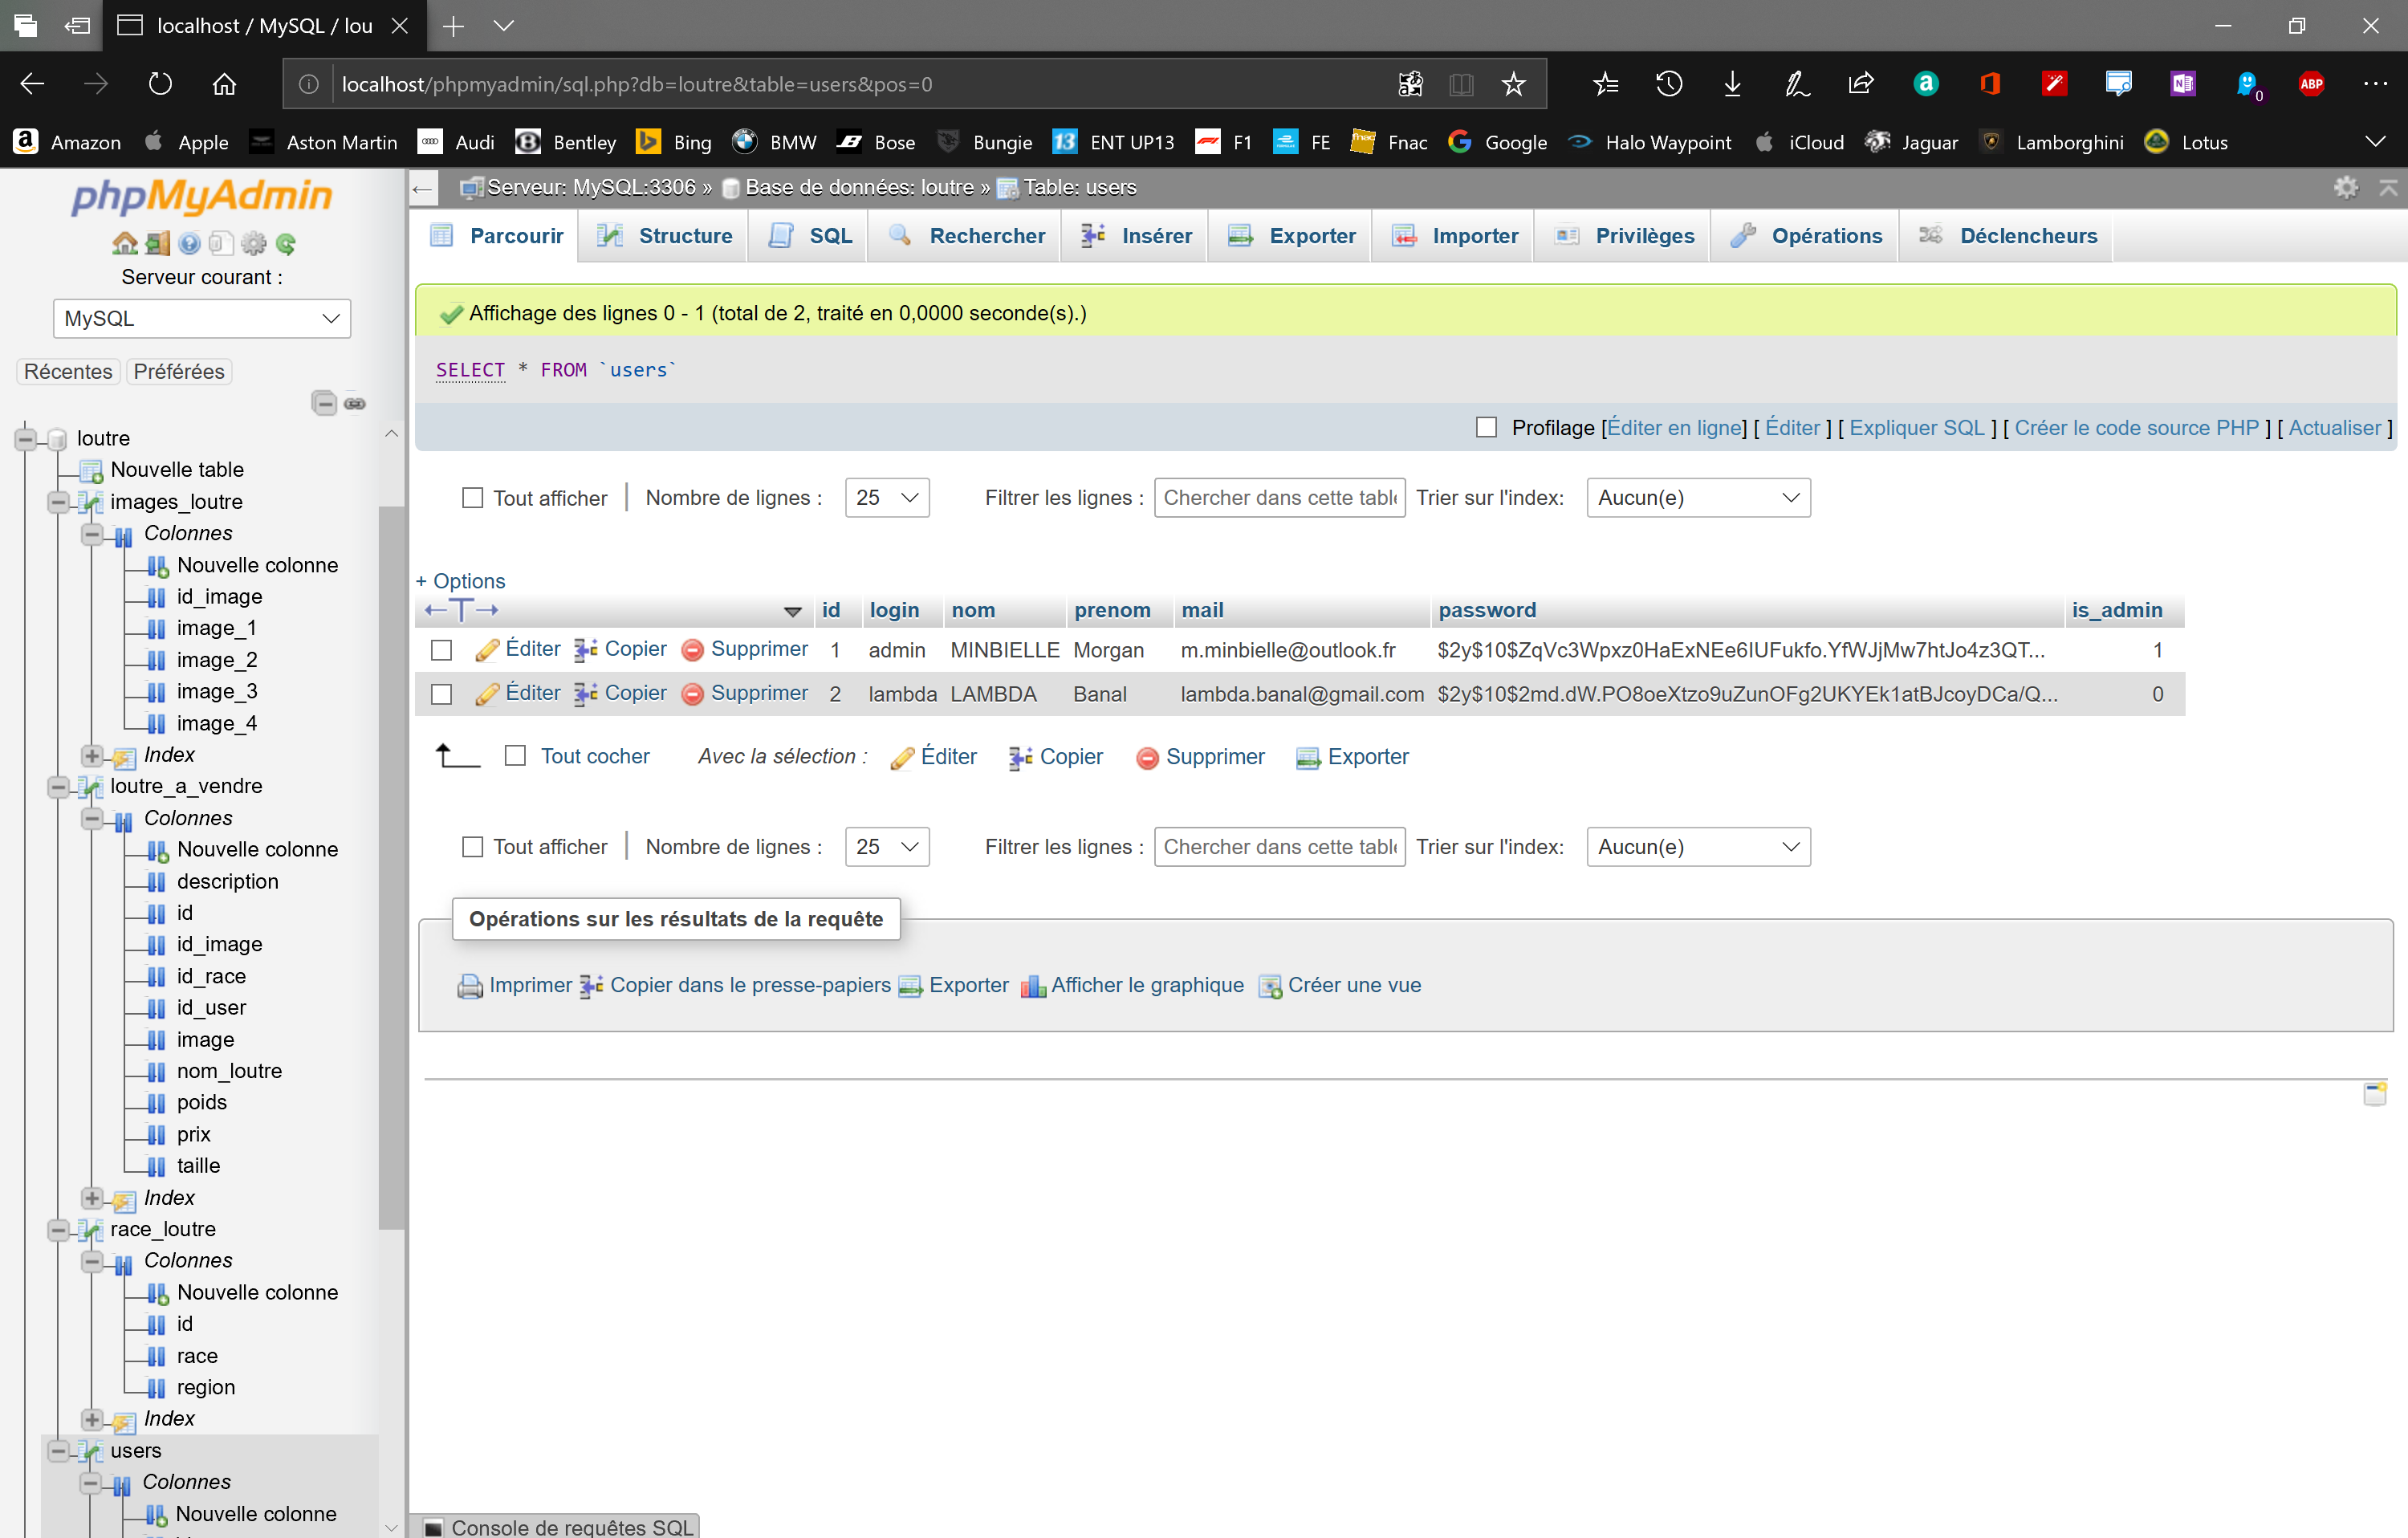 localhost / MySQL / lou
localhost/phpmyadmin/sql.php?db=loutre&table=users&pos=0
0 ABP
Amazon Apple Aston Martin Audi Bentley Bing BMW Bose Bungie 13 ENT UP13 F1 FE fnac Fnac Google Halo Waypoint iCloud Jaguar Lamborghini Lotus
phpMyAdmin
Serveur courant :
MySQL
Récentes Préférées
loutre
Nouvelle table
images_loutre
Colonnes
Nouvelle colonne
id_image
image_1
image_2
image_3
image_4
Index
loutre_a_vendre
Colonnes
Nouvelle colonne
description
id
id_image
id_race
id_user
image
nom_loutre
poids
prix
taille
Index
race_loutre
Colonnes
Nouvelle colonne
id
race
region
Index
users
Colonnes
Nouvelle colonne
Serveur: MySQL:3306 » Base de données: loutre » Table: users
Parcourir Structure SQL Rechercher Insérer Exporter Importer Privilèges Opérations Déclencheurs
Affichage des lignes 0 - 1 (total de 2, traité en 0,0000 seconde(s).)
SELECT * FROM `users`
Profilage [Éditer en ligne] [ Éditer ] [ Expliquer SQL ] [ Créer le code source PHP ] [ Actualiser ]
Tout afficher | Nombre de lignes : 25 Filtrer les lignes : Chercher dans cette table Trier sur l'index: Aucun(e)
+ Options
id login nom prenom mail password is_admin
Éditer Copier Supprimer 1 admin MINBIELLE Morgan m.minbielle@outlook.fr $2y$10$ZqVc3Wpxz0HaExNEe6IUFukfo.YfWJjMw7htJo4z3QT... 1
Éditer Copier Supprimer 2 lambda LAMBDA Banal lambda.banal@gmail.com $2y$10$2md.dW.PO8oeXtzo9uZunOFg2UKYEk1atBJcoyDCa/Q... 0
Tout cocher Avec la sélection : Éditer Copier Supprimer Exporter
Tout afficher | Nombre de lignes : 25 Filtrer les lignes : Chercher dans cette table Trier sur l'index: Aucun(e)
Opérations sur les résultats de la requête
Imprimer Copier dans le presse-papiers Exporter Afficher le graphique Créer une vue
Console de requêtes SQL